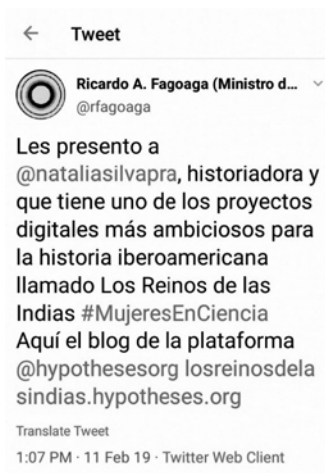 Tweet
Ricardo A. Fagoaga (Ministro d...
@rfagoaga
Les presento a
@nataliasilvapra, historiadora y
que tiene uno de los proyectos
digitales más ambiciosos para
la historia iberoamericana
llamado Los Reinos de las
Indias #MujeresEnCiencia
Aquí el blog de la plataforma
@hypothesesorg losreinosdela
sindias.hypotheses.org
Translate Tweet
1:07 PM · 11 Feb 19 · Twitter Web Client